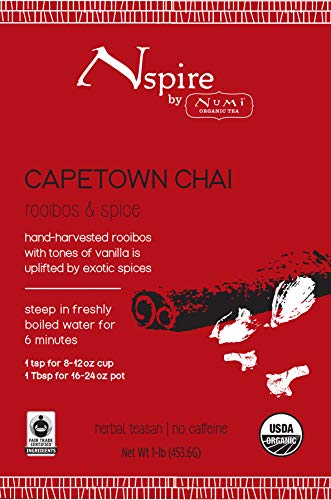 Nspire
by NUMi
ORGANIC TEA
CAPETOWN CHAI
rooibos & spice
hand-harvested rooibos
with tones of vanilla is
uplifted by exotic spices
steep in freshly
boiled water for
6 minutes
1 tsp for 8-12oz cup
1 Tbsp for 16-24oz pot
FAIR TRADE
CERTIFIED
INGREDIENTS
herbal teasan | no caffeine
Net Wt 1-lb (453.6G)
USDA
ORGANIC